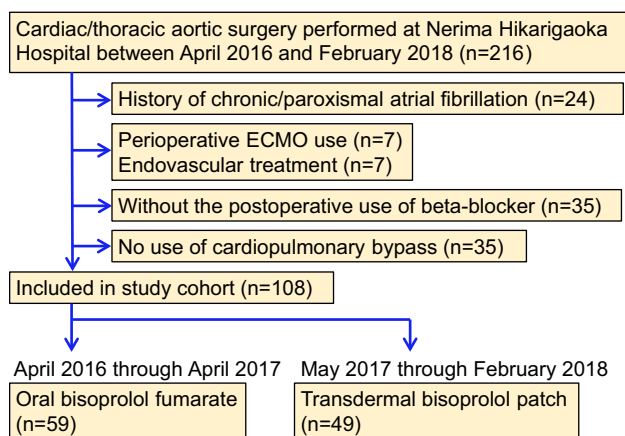 Cardiac/thoracic aortic surgery performed at Nerima Hikarigaoka
Hospital between April 2016 and February 2018 (n=216)
History of chronic/paroxismal atrial fibrillation (n=24)
Perioperative ECMO use (n=7)
Endovascular treatment (n=7)
Without the postoperative use of beta-blocker (n=35)
No use of cardiopulmonary bypass (n=35)
Included in study cohort (n=108)
April 2016 through April 2017
Oral bisoprolol fumarate
(n=59)
May 2017 through February 2018
Transdermal bisoprolol patch
(n=49)